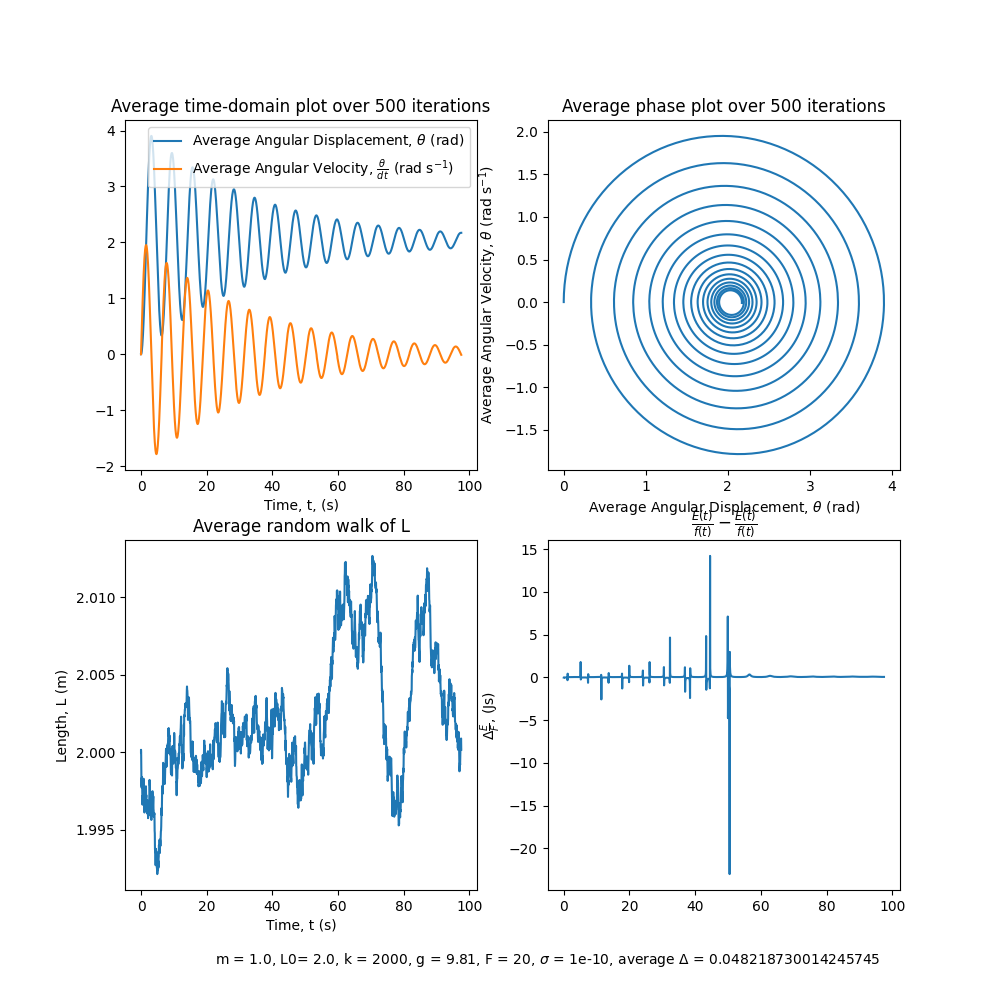 Average time-domain plot over 500 iterations
Average Angular Displacement, θ (rad)
Average Angular Velocity, θ/dt (rad s⁻¹)
4
3
2
1
0
−1
−2
0 20 40 60 80 100
Time, t, (s)
Average phase plot over 500 iterations
Average Angular Velocity, θ (rad s⁻¹)
2.0
1.5
1.0
0.5
0.0
−0.5
−1.0
−1.5
0 1 2 3 4
Average Angular Displacement, θ (rad)
Average random walk of L
Length, L (m)
2.010
2.005
2.000
1.995
0 20 40 60 80 100
Time, t (s)
E(t)/f(t) − E(t)/f(t)
Δ E/F, (Js)
15
10
5
0
−5
−10
−15
−20
0 20 40 60 80 100
m = 1.0, L0= 2.0, k = 2000, g = 9.81, F = 20, σ = 1e-10, average Δ = 0.048218730014245745